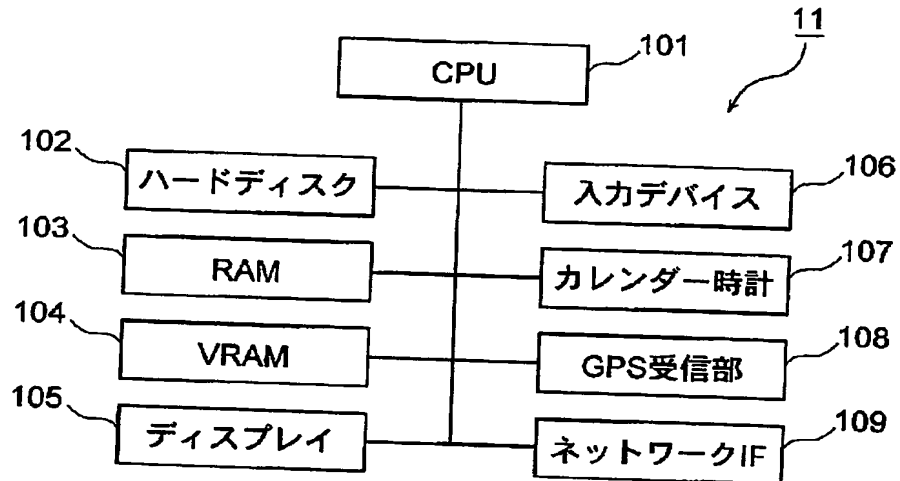 11
CPU
101
102
ハードディスク
入力デバイス
106
103
RAM
カレンダー時計
107
104
VRAM
GPS受信部
108
105
ディスプレイ
ネットワークIF
109